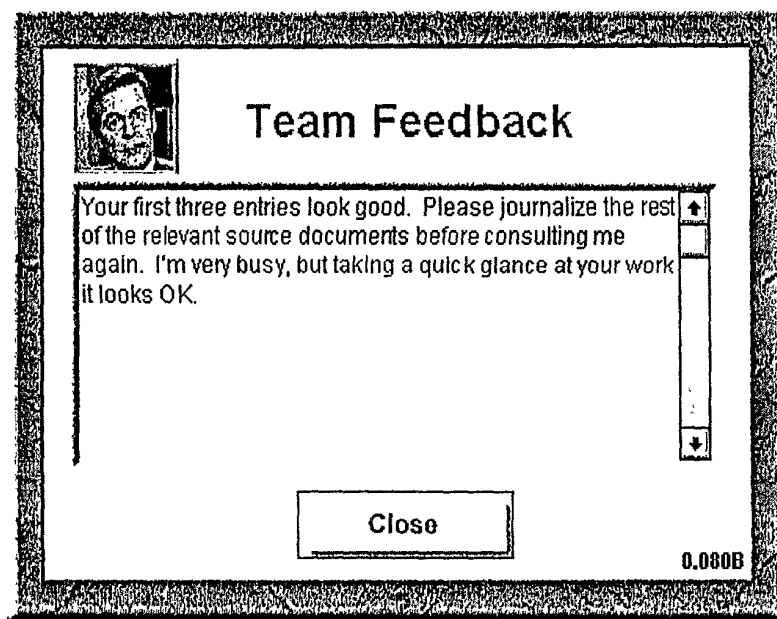 Team Feedback
Your first three entries look good. Please journalize the rest
of the relevant source documents before consulting me
again. I'm very busy, but taking a quick glance at your work
it looks OK.
Close
0.080B